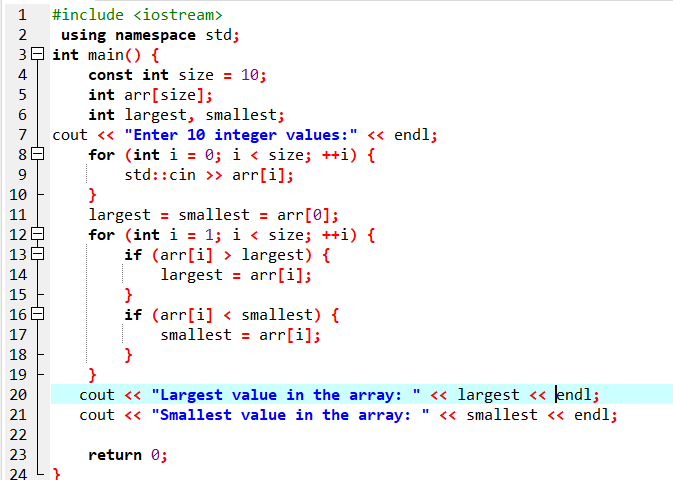 1 #include <iostream>
2  using namespace std;
3 int main() {
4     const int size = 10;
5     int arr[size];
6     int largest, smallest;
7 cout << "Enter 10 integer values:" << endl;
8     for (int i = 0; i < size; ++i) {
9         std::cin >> arr[i];
10     }
11     largest = smallest = arr[0];
12     for (int i = 1; i < size; ++i) {
13         if (arr[i] > largest) {
14             largest = arr[i];
15         }
16         if (arr[i] < smallest) {
17             smallest = arr[i];
18         }
19     }
20    cout << "Largest value in the array: " << largest << endl;
21    cout << "Smallest value in the array: " << smallest << endl;
22
23     return 0;
24 }